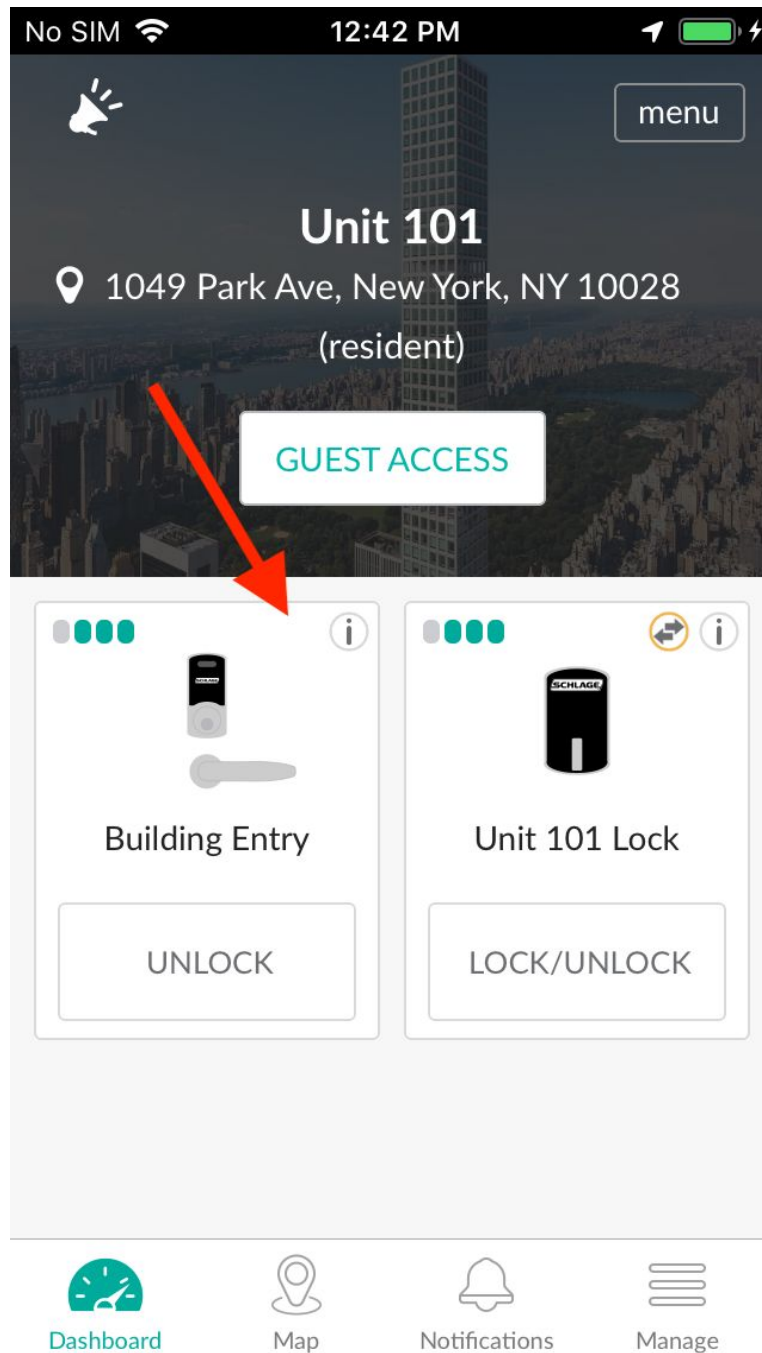 No SIM 12:42 PM
menu
Unit 101
1049 Park Ave, New York, NY 10028
(resident)
GUEST ACCESS
i
i
SCHLAGE
SCHLAGE
Building Entry
Unit 101 Lock
UNLOCK
LOCK/UNLOCK
Dashboard Map Notifications Manage